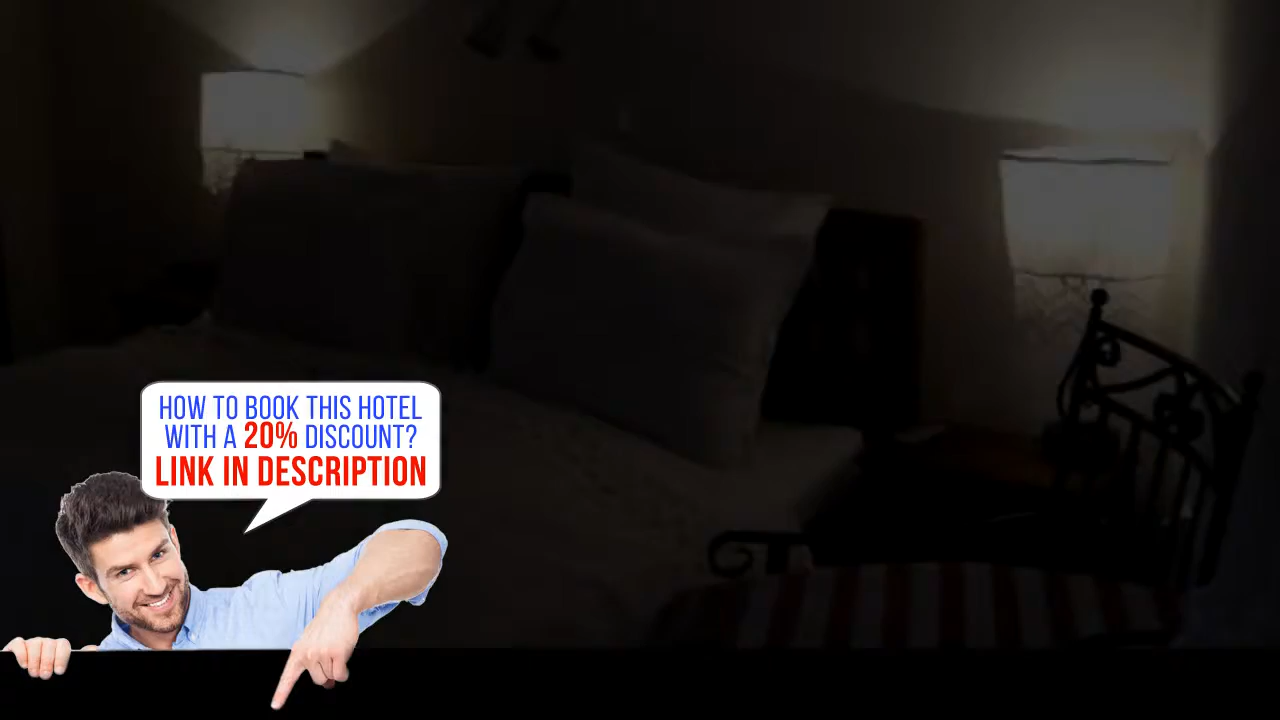 HOW TO BOOK THIS HOTEL
WITH A 20% DISCOUNT?
LINK IN DESCRIPTION